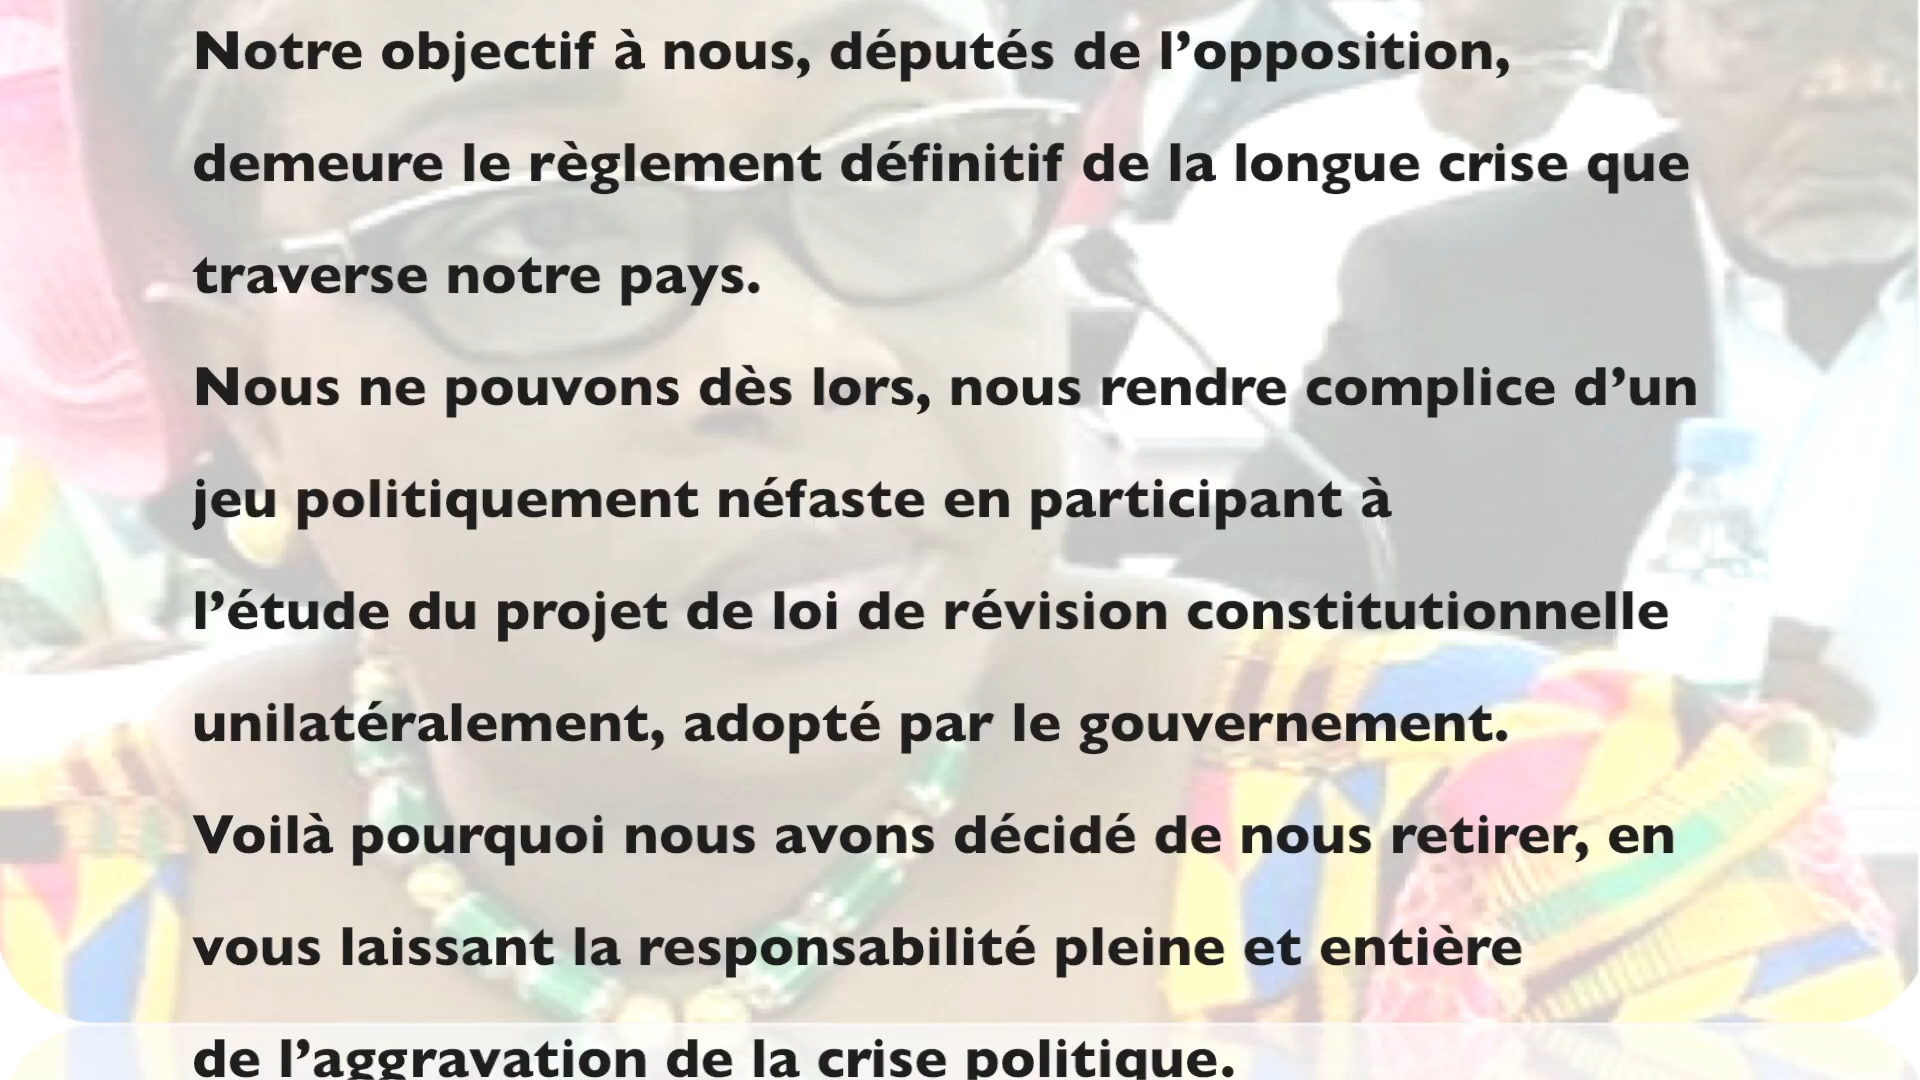 Notre objectif à nous, députés de l’opposition,
demeure le règlement définitif de la longue crise que
traverse notre pays.
Nous ne pouvons dès lors, nous rendre complice d’un
jeu politiquement néfaste en participant à
l’étude du projet de loi de révision constitutionnelle
unilatéralement, adopté par le gouvernement.
Voilà pourquoi nous avons décidé de nous retirer, en
vous laissant la responsabilité pleine et entière
de l’aggravation de la crise politique.